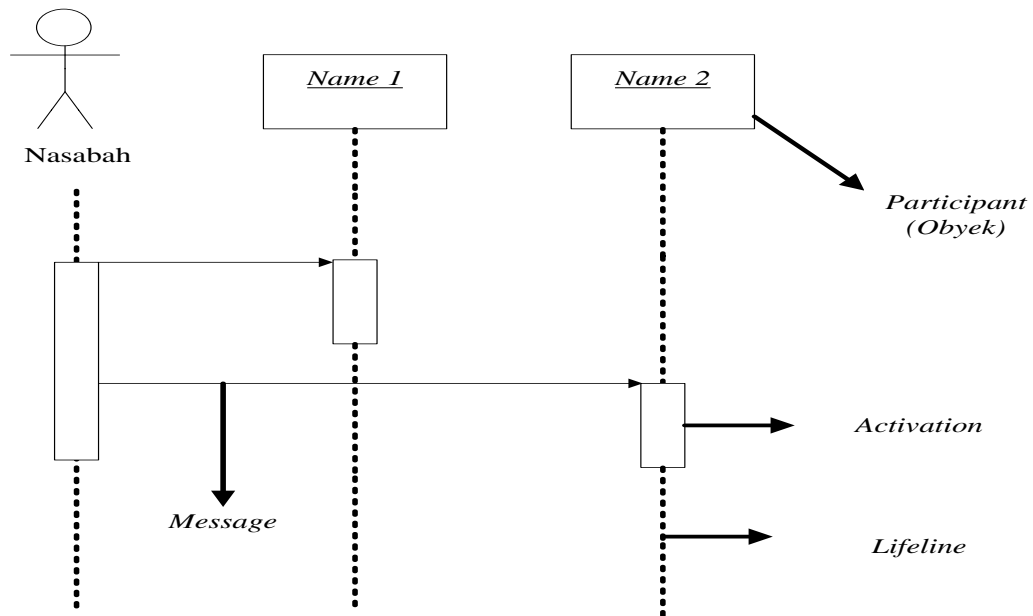 Name 1
Name 2
Nasabah
Participant
(Obyek)
Activation
Message
Lifeline